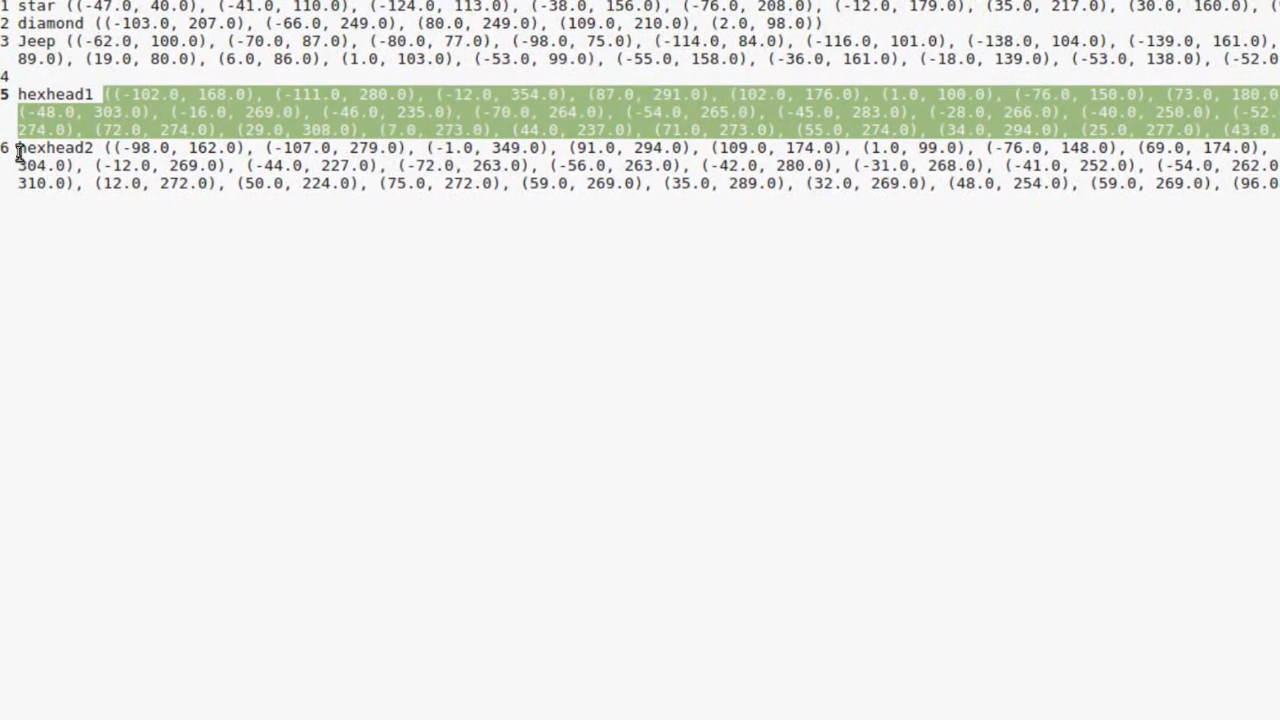 1 star ((-47.0, 40.0), (-41.0, 110.0), (-124.0, 113.0), (-38.0, 156.0), (-76.0, 208.0), (-12.0, 179.0), (35.0, 217.0), (30.0, 160.0),
2 diamond ((-103.0, 207.0), (-66.0, 249.0), (80.0, 249.0), (109.0, 210.0), (2.0, 98.0))
3 Jeep ((-62.0, 100.0), (-70.0, 87.0), (-80.0, 77.0), (-98.0, 75.0), (-114.0, 84.0), (-116.0, 101.0), (-138.0, 104.0), (-139.0, 161.0),
89.0), (19.0, 80.0), (6.0, 86.0), (1.0, 103.0), (-53.0, 99.0), (-55.0, 158.0), (-36.0, 161.0), (-18.0, 139.0), (-53.0, 138.0), (-52.0
4
5 hexhead1 ((-102.0, 168.0), (-111.0, 280.0), (-12.0, 354.0), (87.0, 291.0), (102.0, 176.0), (1.0, 100.0), (-76.0, 150.0), (73.0, 180.0
(-48.0, 303.0), (-16.0, 269.0), (-46.0, 235.0), (-70.0, 264.0), (-54.0, 265.0), (-45.0, 283.0), (-28.0, 266.0), (-40.0, 250.0), (-52.
274.0), (72.0, 274.0), (29.0, 308.0), (7.0, 273.0), (44.0, 237.0), (71.0, 273.0), (55.0, 274.0), (34.0, 294.0), (25.0, 277.0), (43.0,
6 hexhead2 ((-98.0, 162.0), (-107.0, 279.0), (-1.0, 349.0), (91.0, 294.0), (109.0, 174.0), (1.0, 99.0), (-76.0, 148.0), (69.0, 174.0),
304.0), (-12.0, 269.0), (-44.0, 227.0), (-72.0, 263.0), (-56.0, 263.0), (-42.0, 280.0), (-31.0, 268.0), (-41.0, 252.0), (-54.0, 262.0
310.0), (12.0, 272.0), (50.0, 224.0), (75.0, 272.0), (59.0, 269.0), (35.0, 289.0), (32.0, 269.0), (48.0, 254.0), (59.0, 269.0), (96.0